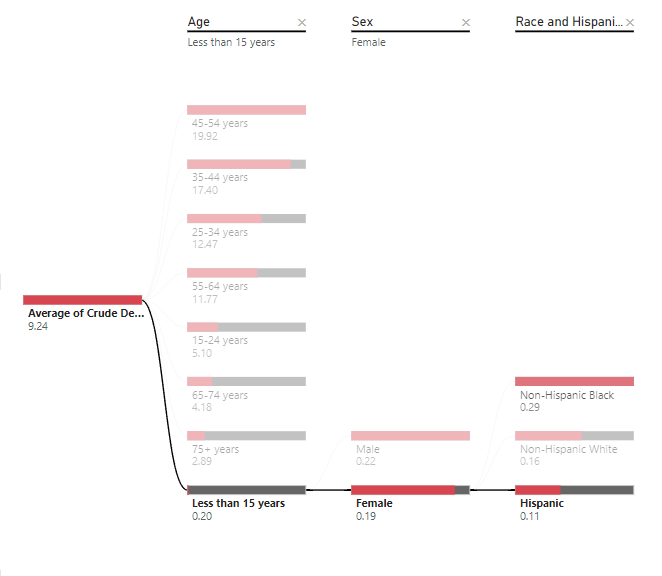 Age
Less than 15 years
Sex
Female
Race and Hispani...
45-54 years
19.92
35-44 years
17.40
25-34 years
12.47
55-64 years
11.77
15-24 years
5.10
65-74 years
4.18
75+ years
2.89
Less than 15 years
0.20
Average of Crude De...
9.24
Male
0.22
Female
0.19
Non-Hispanic Black
0.29
Non-Hispanic White
0.16
Hispanic
0.11